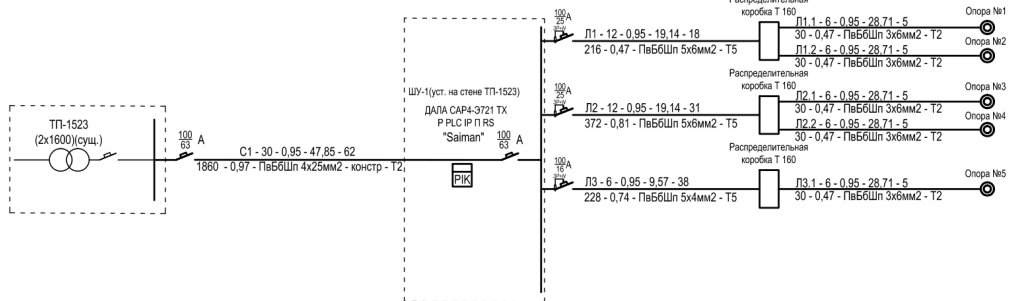 ТП-1523
(2х1600)(сущ.)
100
63
А
С1 - 30 - 0,95 - 47,85 - 62
1860 - 0,97 - ПвБбШп 4х25мм2 - констр - Т2
ШУ-1(уст. на стене ТП-1523)
ДАЛА САР4-Э721 ТХ
Р PLC IP П RS
"Saiman"
100
63
А
PIK
100
25
А
Л1 - 12 - 0,95 - 19,14 - 18
216 - 0,47 - ПвБбШп 5х6мм2 - Т5
Распределительная
коробка Т 160
Л1.1 - 6 - 0,95 - 28,71 - 5
30 - 0,47 - ПвБбШп 3х6мм2 - Т2
Опора №1
Л1.2 - 6 - 0,95 - 28,71 - 5
30 - 0,47 - ПвБбШп 3х6мм2 - Т2
Опора №2
100
25
А
Л2 - 12 - 0,95 - 19,14 - 31
372 - 0,81 - ПвБбШп 5х6мм2 - Т5
Распределительная
коробка Т 160
Л2.1 - 6 - 0,95 - 28,71 - 5
30 - 0,47 - ПвБбШп 3х6мм2 - Т2
Опора №3
Л2.2 - 6 - 0,95 - 28,71 - 5
30 - 0,47 - ПвБбШп 3х6мм2 - Т2
Опора №4
100
16
А
Л3 - 6 - 0,95 - 9,57 - 38
228 - 0,74 - ПвБбШп 5х4мм2 - Т5
Распределительная
коробка Т 160
Л3.1 - 6 - 0,95 - 28,71 - 5
30 - 0,47 - ПвБбШп 3х6мм2 - Т2
Опора №5